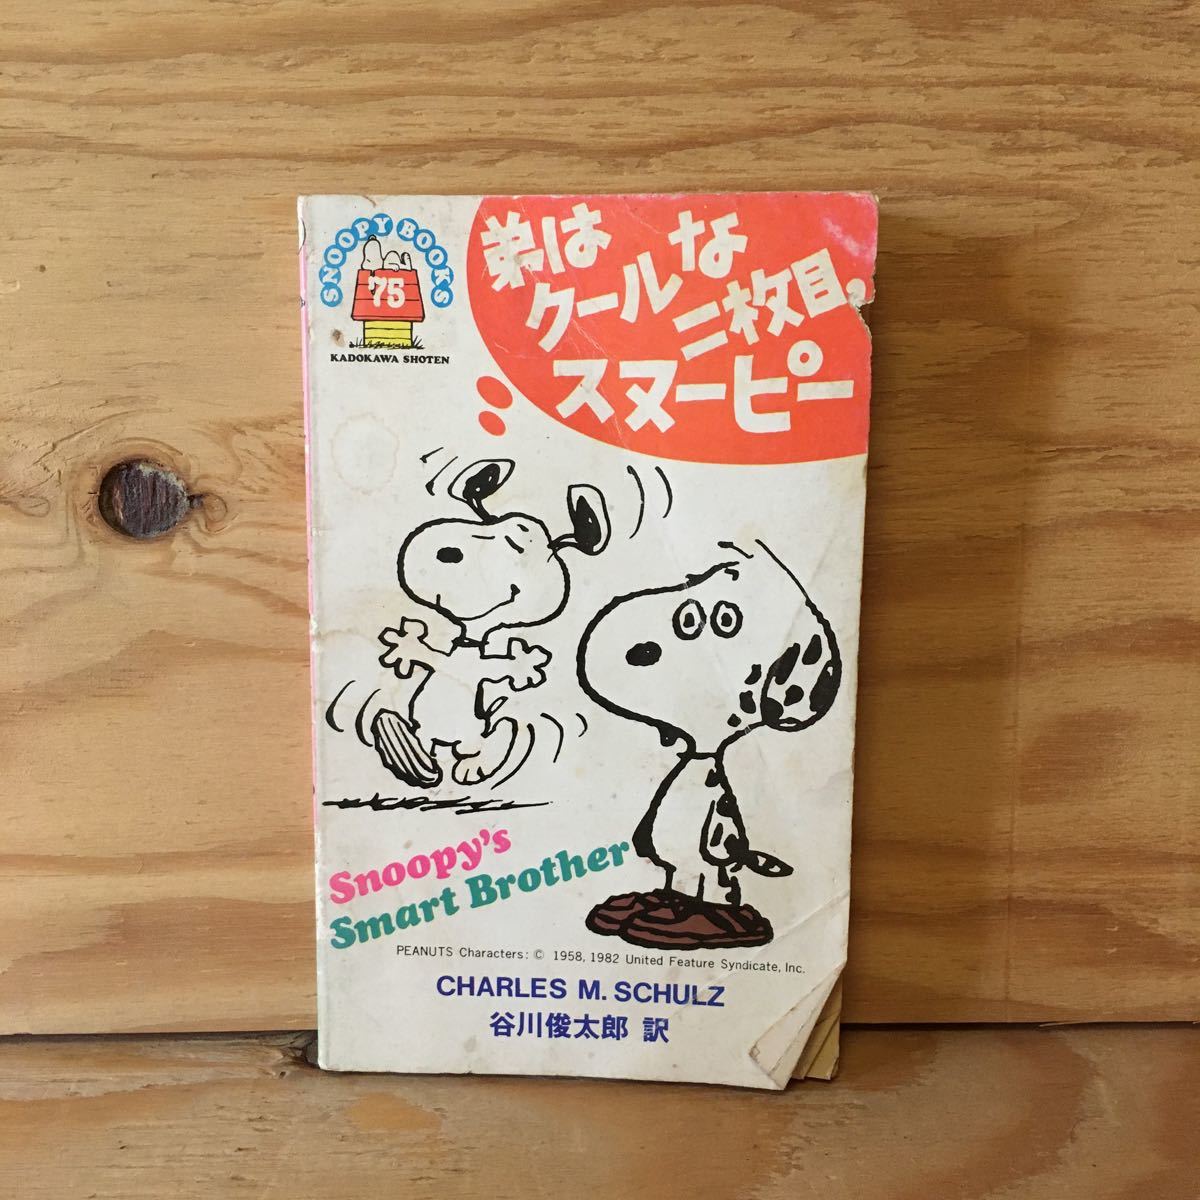 SNOOPY BOOKS
75
KADOKAWA SHOTEN
弟は
クールな
二枚目、
スヌーピー
Snoopy's
Smart Brother
PEANUTS Characters: © 1958, 1982 United Feature Syndicate, Inc.
CHARLES M. SCHULZ
谷川俊太郎 訳